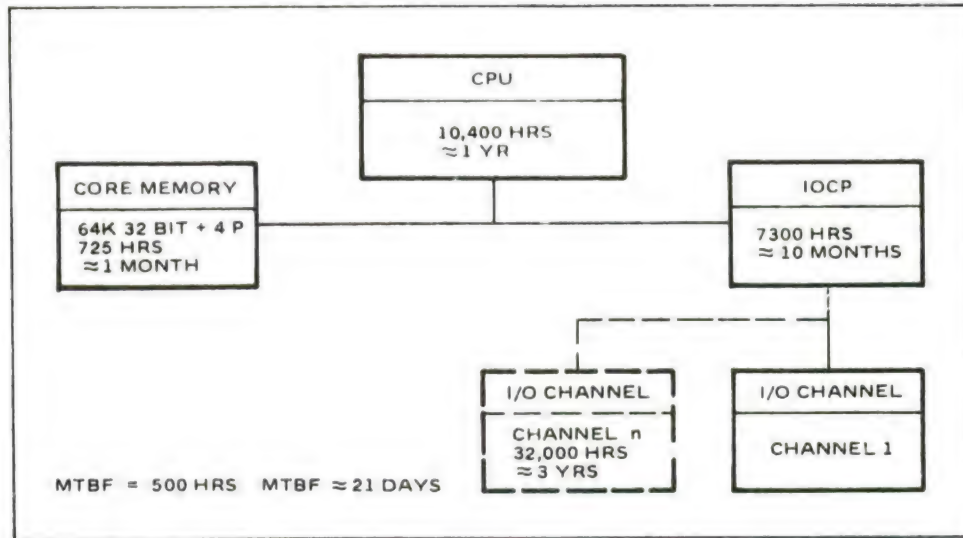 CPU
10,400 HRS
≈1 YR
CORE MEMORY
64K 32 BIT + 4 P
725 HRS
≈1 MONTH
IOCP
7300 HRS
≈ 10 MONTHS
I/O CHANNEL
CHANNEL n
32,000 HRS
≈3 YRS
I/O CHANNEL
CHANNEL 1
MTBF = 500 HRS MTBF ≈21 DAYS